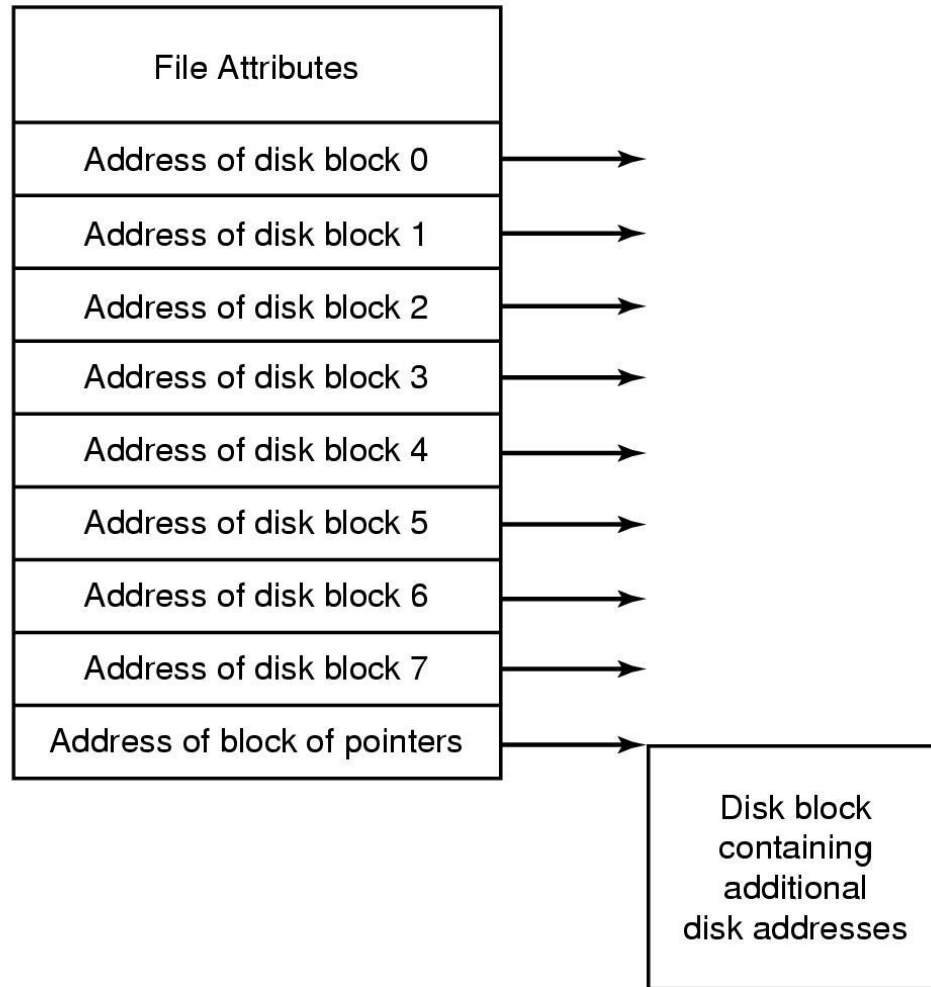 File Attributes
Address of disk block 0
Address of disk block 1
Address of disk block 2
Address of disk block 3
Address of disk block 4
Address of disk block 5
Address of disk block 6
Address of disk block 7
Address of block of pointers
Disk block
containing
additional
disk addresses